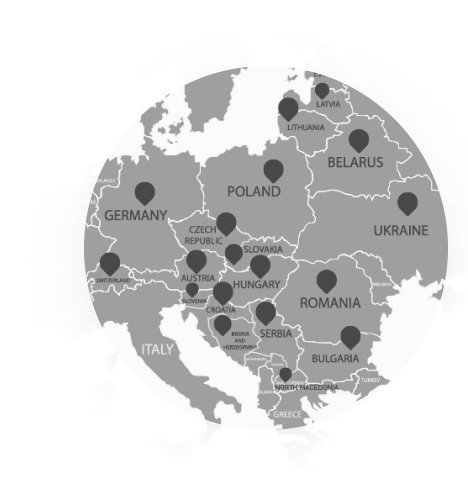 LATVIA
LITHUANIA
BELARUS
POLAND
GERMANY
UKRAINE
CZECH
REPUBLIC
SLOVAKIA
AUSTRIA
HUNGARY
SWITZERLAND
SLOVENIA
ROMANIA
CROATIA
BOSNIA
AND
HERZEGOVINA
SERBIA
ITALY
BULGARIA
TURKEY
NORTH MACEDONIA
GREECE